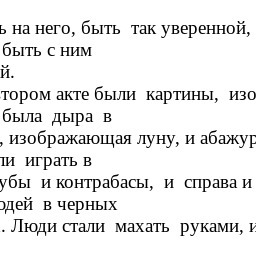 ь на него, быть так уверенной,
быть с ним
й.
тором акте были картины, изо
была дыра в
, изображающая луну, и абажур
ли играть в
убы и контрабасы, и справа и
юдей в черных
. Люди стали махать руками, и